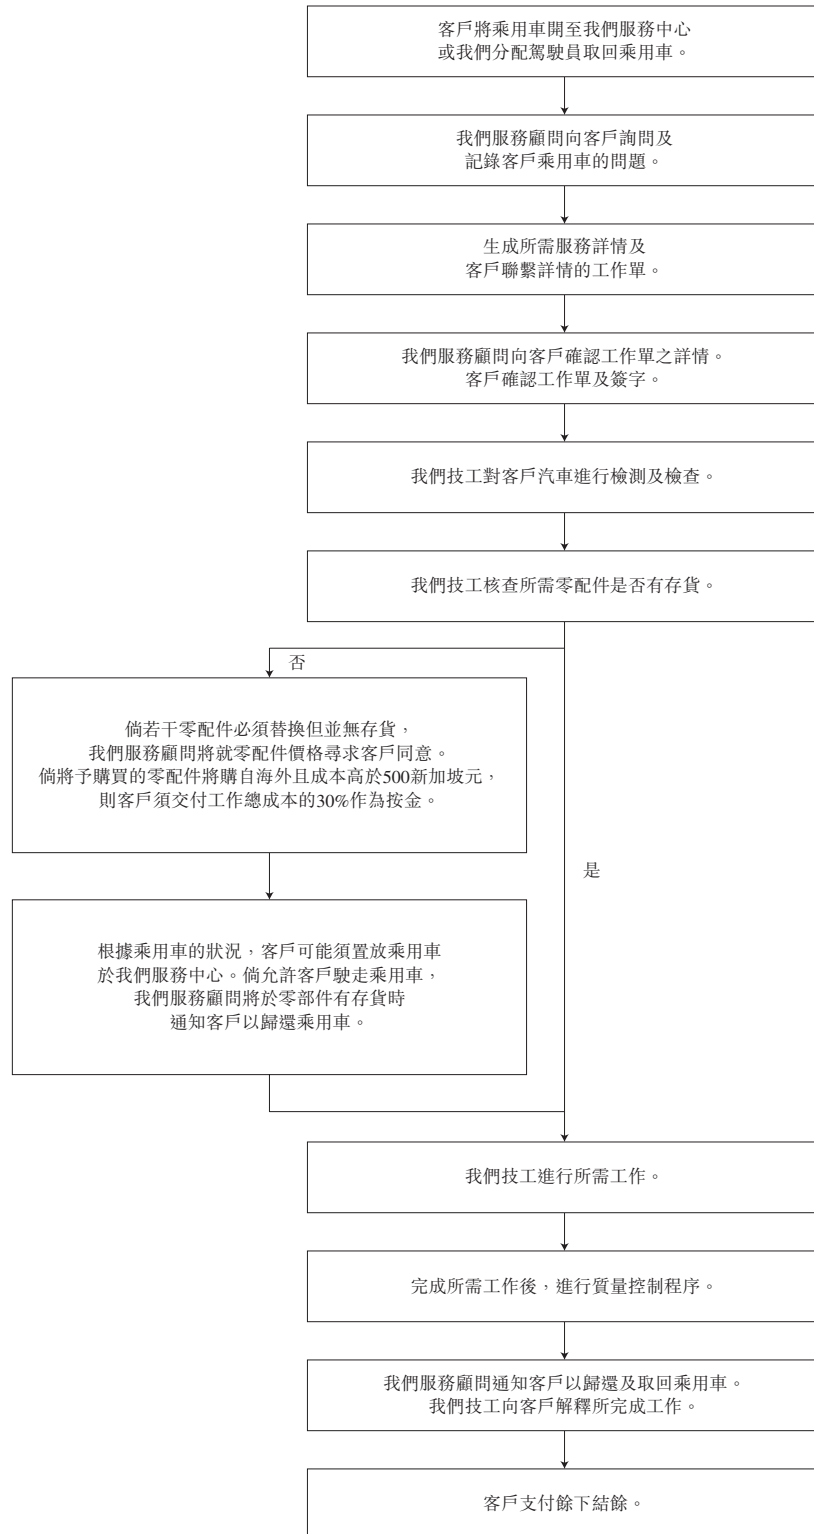 客戶將乘用車開至我們服務中心
或我們分配駕駛員取回乘用車。
我們服務顧問向客戶詢問及
記錄客戶乘用車的問題。
生成所需服務詳情及
客戶聯繫詳情的工作單。
我們服務顧問向客戶確認工作單之詳情。
客戶確認工作單及簽字。
我們技工對客戶汽車進行檢測及檢查。
我們技工核查所需零配件是否有存貨。
否
倘若干零配件必須替換但並無存貨，
我們服務顧問將就零配件價格尋求客戶同意。
倘將予購買的零配件將購自海外且成本高於500新加坡元，
則客戶須交付工作總成本的30%作為按金。
是
根據乘用車的狀況，客戶可能須置放乘用車
於我們服務中心。倘允許客戶駛走乘用車，
我們服務顧問將於零部件有存貨時
通知客戶以歸還乘用車。
我們技工進行所需工作。
完成所需工作後，進行質量控制程序。
我們服務顧問通知客戶以歸還及取回乘用車。
我們技工向客戶解釋所完成工作。
客戶支付餘下結餘。